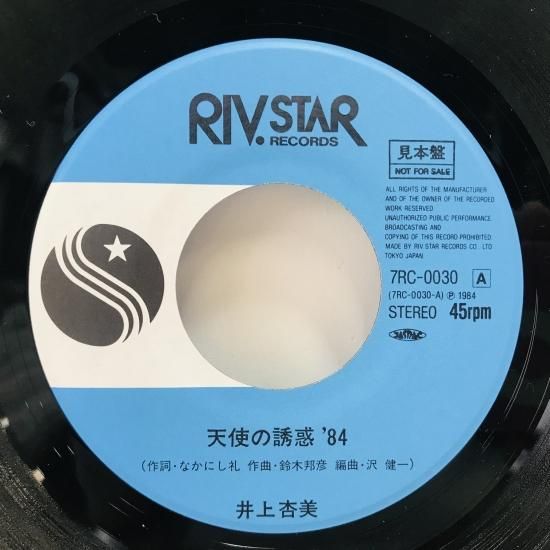 RIV.STAR
RECORDS
見本盤
NOT FOR SALE
ALL RIGHTS OF THE MANUFACTURER
AND OF THE OWNER OF THE RECORDED
WORK RESERVED
UNAUTHORIZED PUBLIC PERFORMANCE
BROADCASTING AND
COPYING OF THIS RECORD PROHIBITED.
MADE BY RIV.STAR RECORDS CO. LTD
TOKYO JAPAN
7RC-0030 A
(7RC-0030-A) Ⓟ 1984
STEREO 45rpm
JASRAC
天使の誘惑 '84
(作詞・なかにし礼 作曲・鈴木邦彦 編曲・沢 健一)
井上杏美